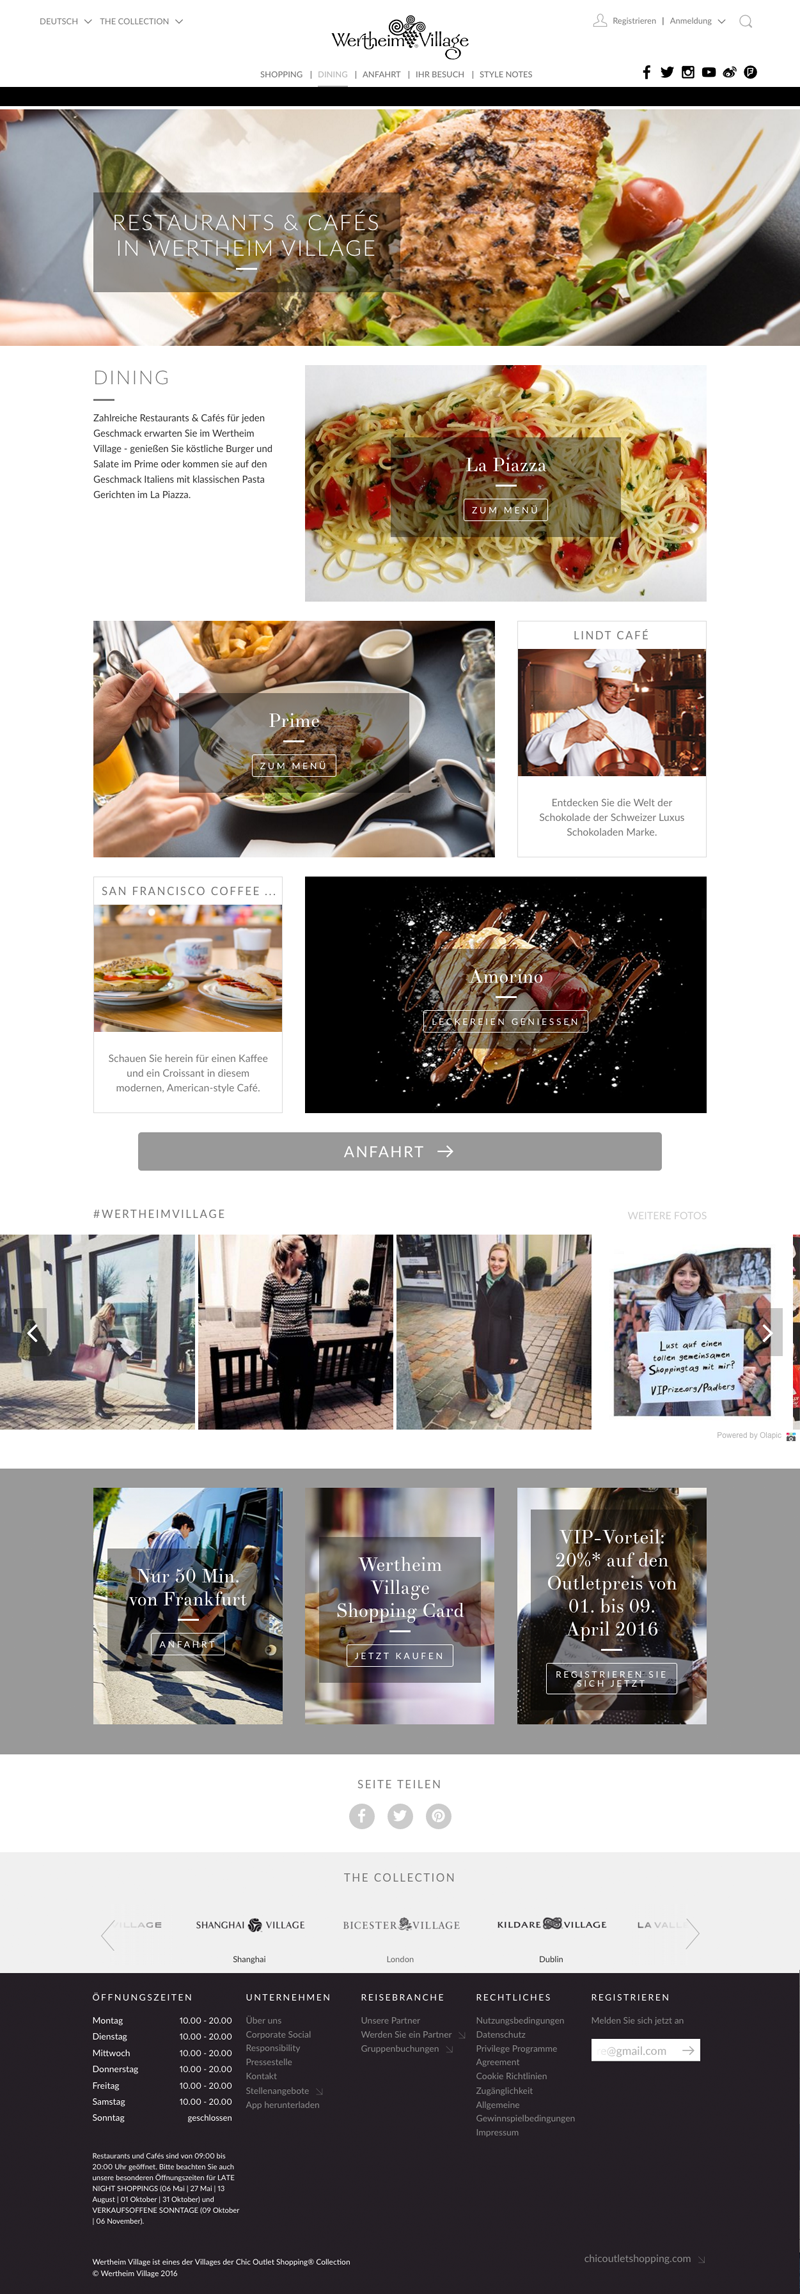 DEUTSCH THE COLLECTION
Wertheim Village
Registrieren | Anmeldung
SHOPPING | DINING | ANFAHRT | IHR BESUCH | STYLE NOTES
RESTAURANTS & CAFÉS
IN WERTHEIM VILLAGE
DINING
Zahlreiche Restaurants & Cafés für jeden
Geschmack erwarten Sie im Wertheim
Village - genießen Sie köstliche Burger und
Salate im Prime oder kommen sie auf den
Geschmack Italiens mit klassischen Pasta
Gerichten im La Piazza.
La Piazza
ZUM MENÜ
Prime
ZUM MENÜ
LINDT CAFÉ
Entdecken Sie die Welt der
Schokolade der Schweizer Luxus
Schokoladen Marke.
SAN FRANCISCO COFFEE ...
Schauen Sie herein für einen Kaffee
und ein Croissant in diesem
modernen, American-style Café.
Amorino
LECKEREIEN GENIESSEN
ANFAHRT →
#WERTHEIMVILLAGE
WEITERE FOTOS
Lust auf einen
tollen gemeinsamen
Shoppingtag mit mir?
VIPrize.org/Padberg
Powered by Olapic
Nur 50 Min.
von Frankfurt
ANFAHRT
Wertheim
Village
Shopping Card
JETZT KAUFEN
VIP-Vorteil:
20%* auf den
Outletpreis von
01. bis 09.
April 2016
REGISTRIEREN SIE
SICH JETZT
SEITE TEILEN
THE COLLECTION
ILLAGE
SHANGHAI VILLAGE
BICESTER VILLAGE
KILDARE VILLAGE
LA VALL
Shanghai
London
Dublin
ÖFFNUNGSZEITEN
Montag 10.00 - 20.00
Dienstag 10.00 - 20.00
Mittwoch 10.00 - 20.00
Donnerstag 10.00 - 20.00
Freitag 10.00 - 20.00
Samstag 10.00 - 20.00
Sonntag geschlossen
Restaurants und Cafés sind von 09:00 bis
20:00 Uhr geöffnet. Bitte beachten Sie auch
unsere besonderen Öffnungszeiten für LATE
NIGHT SHOPPINGS (06 Mai | 27 Mai | 13
August | 01 Oktober | 31 Oktober) und
VERKAUFSOFFENE SONNTAGE (09 Oktober
| 06 November).
UNTERNEHMEN
Über uns
Corporate Social
Responsibility
Pressestelle
Kontakt
Stellenangebote
App herunterladen
REISEBRANCHE
Unsere Partner
Werden Sie ein Partner
Gruppenbuchungen
RECHTLICHES
Nutzungsbedingungen
Datenschutz
Privilege Programme
Agreement
Cookie Richtlinien
Zugänglichkeit
Allgemeine
Gewinnspielbedingungen
Impressum
REGISTRIEREN
Melden Sie sich jetzt an
e@gmail.com →
Wertheim Village ist eines der Villages der Chic Outlet Shopping® Collection
© Wertheim Village 2016
chicoutletshopping.com